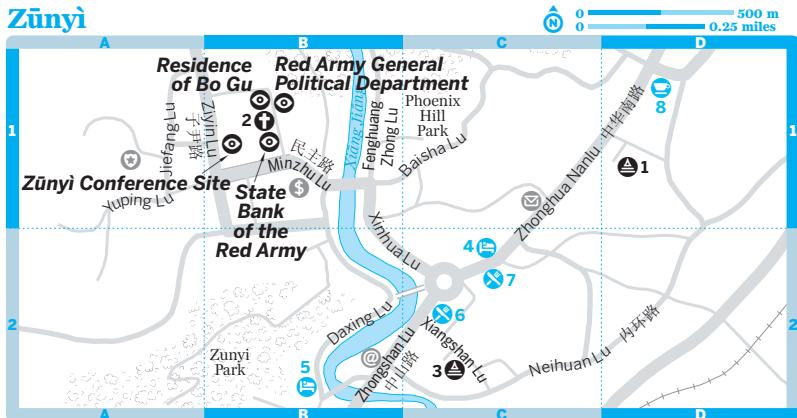 Zūnyì
N
0
500 m
0
0.25 miles
A
B
C
D
Residence
of Bo Gu
Red Army General
Political Department
Jiefang Lu
Ziyin Lu
子尹路
2
民主路
Minzhu Lu
Xiang Jiang
Fenghuang
Zhong Lu
Phoenix
Hill
Park
Baisha Lu
Zhonghua Nanlu 中华南路
8
1
1
1
Zūnyì Conference Site
Yuping Lu
$
State
Bank
of the
Red Army
Xinhua Lu
4
7
6
2
2
Daxing Lu
Zunyi
Park
5
@
Zhongshan Lu
中山路
Xiangshan Lu
3
Neihuan Lu
内环路
A
B
C
D